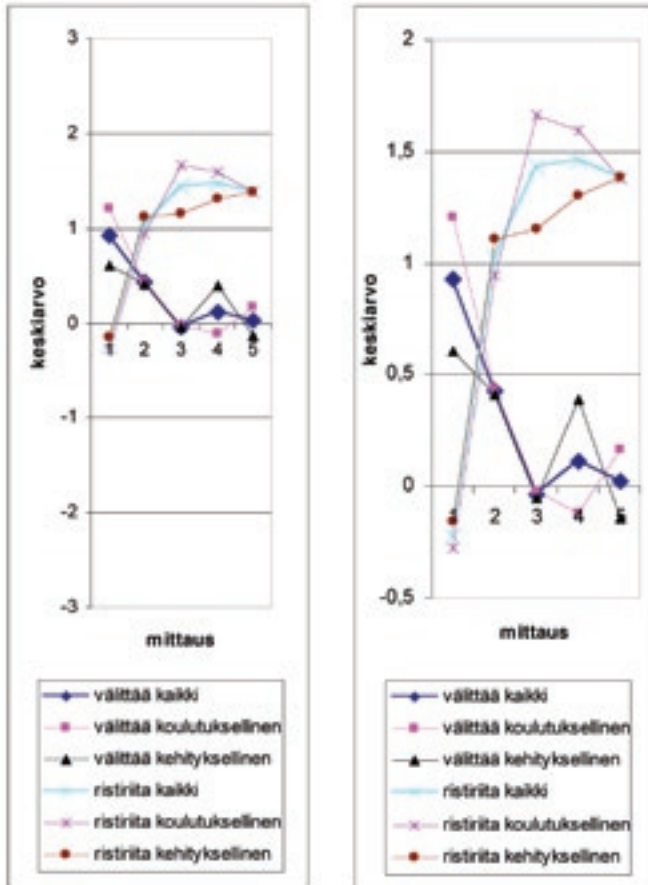 3
2
1
0
-1
-2
-3
1 2 3 4 5
keskiarvo
mittaus
välittää kaikki
välittää koulutuksellinen
välittää kehityksellinen
ristiriita kaikki
ristiriita koulutuksellinen
ristiriita kehityksellinen
2
1,5
1
0,5
0
-0,5
1 2 3 4 5
keskiarvo
mittaus
välittää kaikki
välittää koulutuksellinen
välittää kehityksellinen
ristiriita kaikki
ristiriita koulutuksellinen
ristiriita kehityksellinen